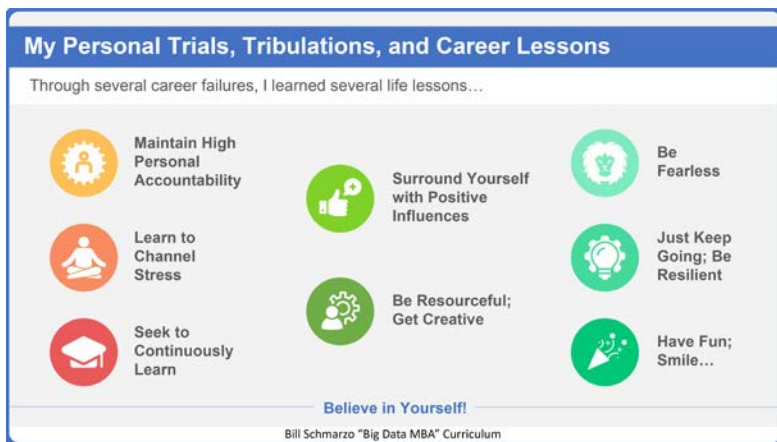 My Personal Trials, Tribulations, and Career Lessons
Through several career failures, I learned several life lessons…
Maintain High
Personal
Accountability
Learn to
Channel
Stress
Seek to
Continuously
Learn
Surround Yourself
with Positive
Influences
Be Resourceful;
Get Creative
Be
Fearless
Just Keep
Going; Be
Resilient
Have Fun;
Smile…
Believe in Yourself!
Bill Schmarzo “Big Data MBA” Curriculum